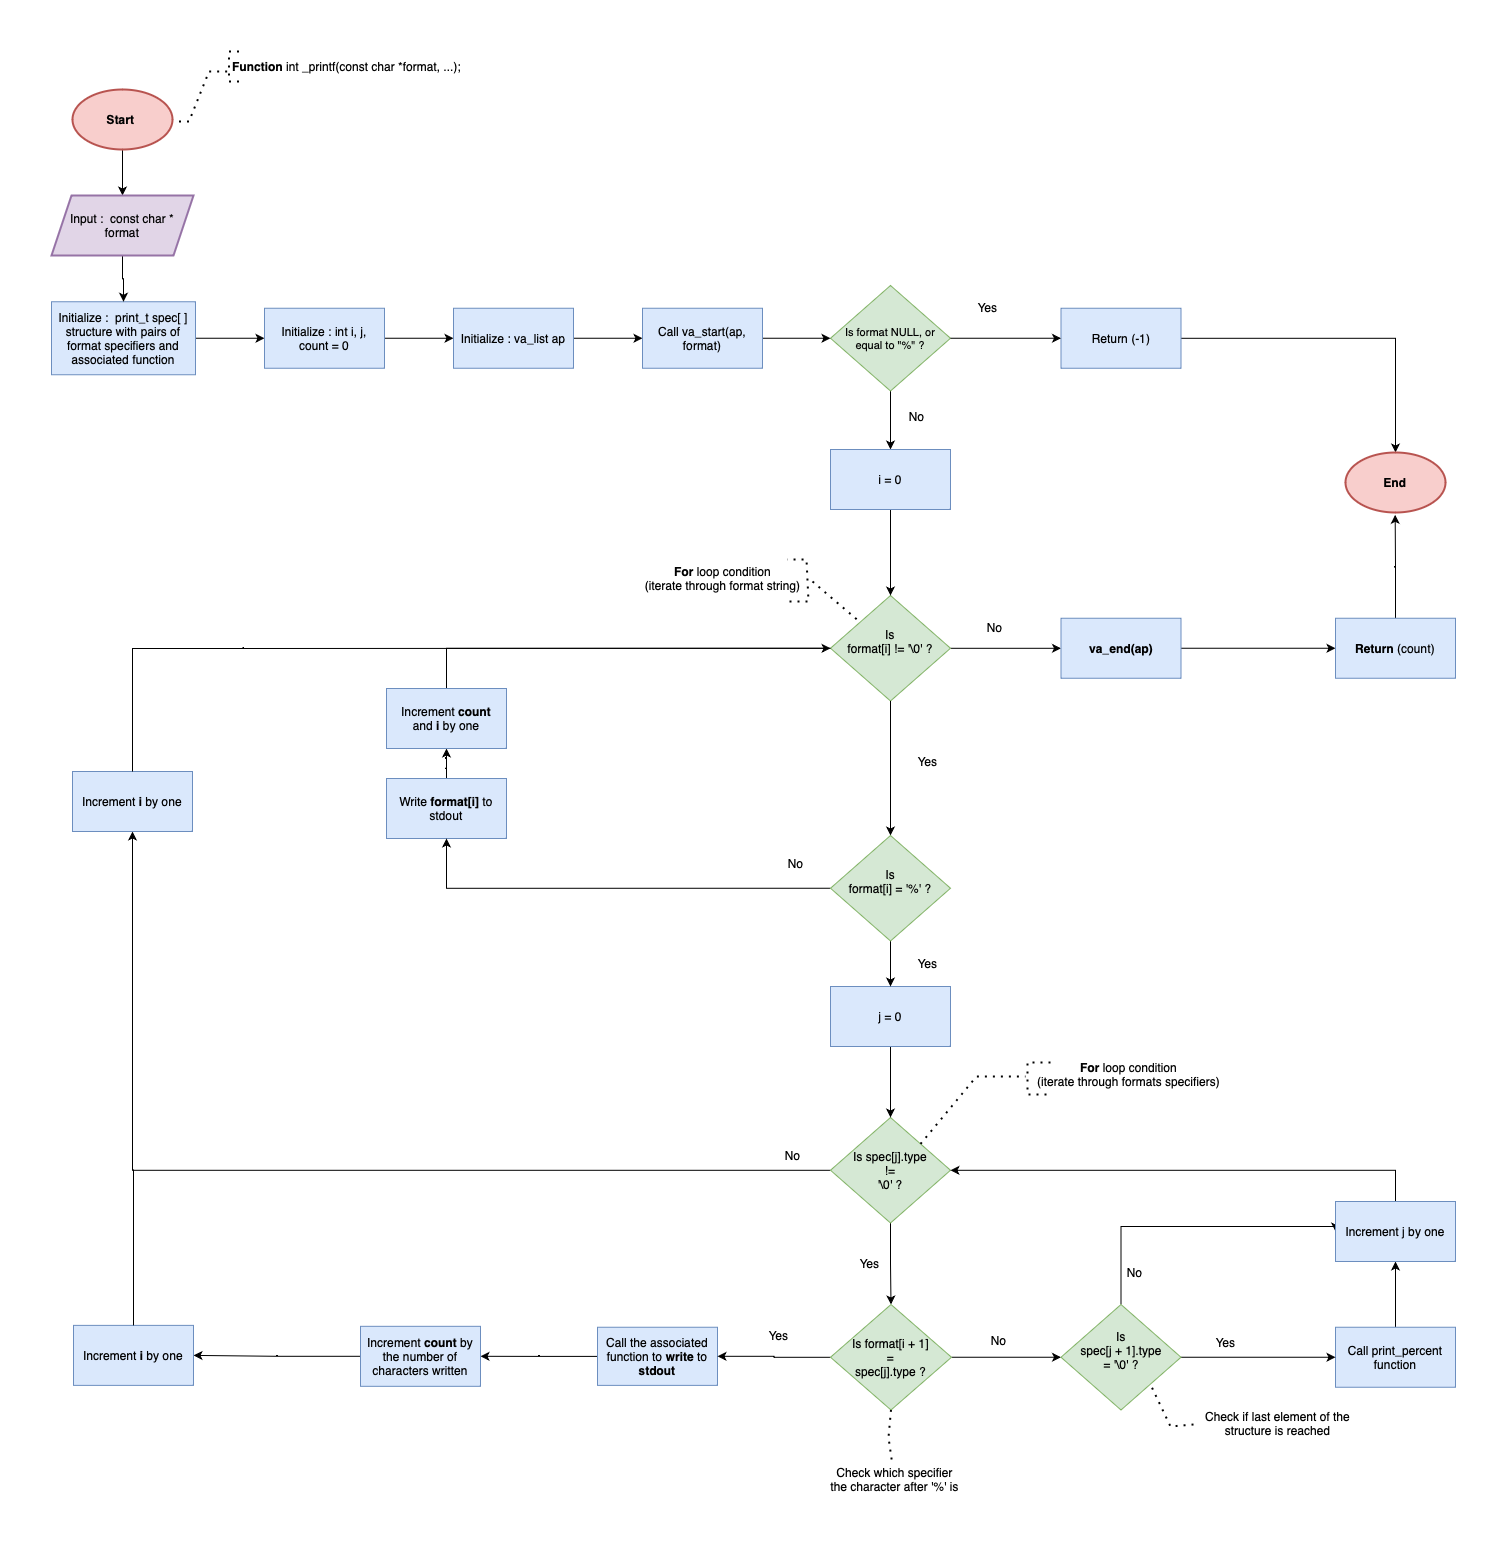 Function int _printf(const char *format, ...);
Start
Input :  const char *
format
Initialize :  print_t spec[ ]
structure with pairs of
format specifiers and
associated function
Initialize : int i, j,
count = 0
Initialize : va_list ap
Call va_start(ap,
format)
Is format NULL, or
equal to "%" ?
Yes
Return (-1)
No
i = 0
End
For loop condition
(iterate through format string)
Is
format[i] != '\0' ?
No
va_end(ap)
Return (count)
Increment count
and i by one
Yes
Increment i by one
Write format[i] to
stdout
No
Is
format[i] = '%' ?
Yes
j = 0
For loop condition
(iterate through formats specifiers)
No
Is spec[j].type
!=
'\0' ?
Increment j by one
Yes
No
Increment i by one
Increment count by
the number of
characters written
Call the associated
function to write to
stdout
Yes
Is format[i + 1]
=
spec[j].type ?
No
Is
spec[j + 1].type
= '\0' ?
Yes
Call print_percent
function
Check if last element of the
structure is reached
Check which specifier
the character after '%' is